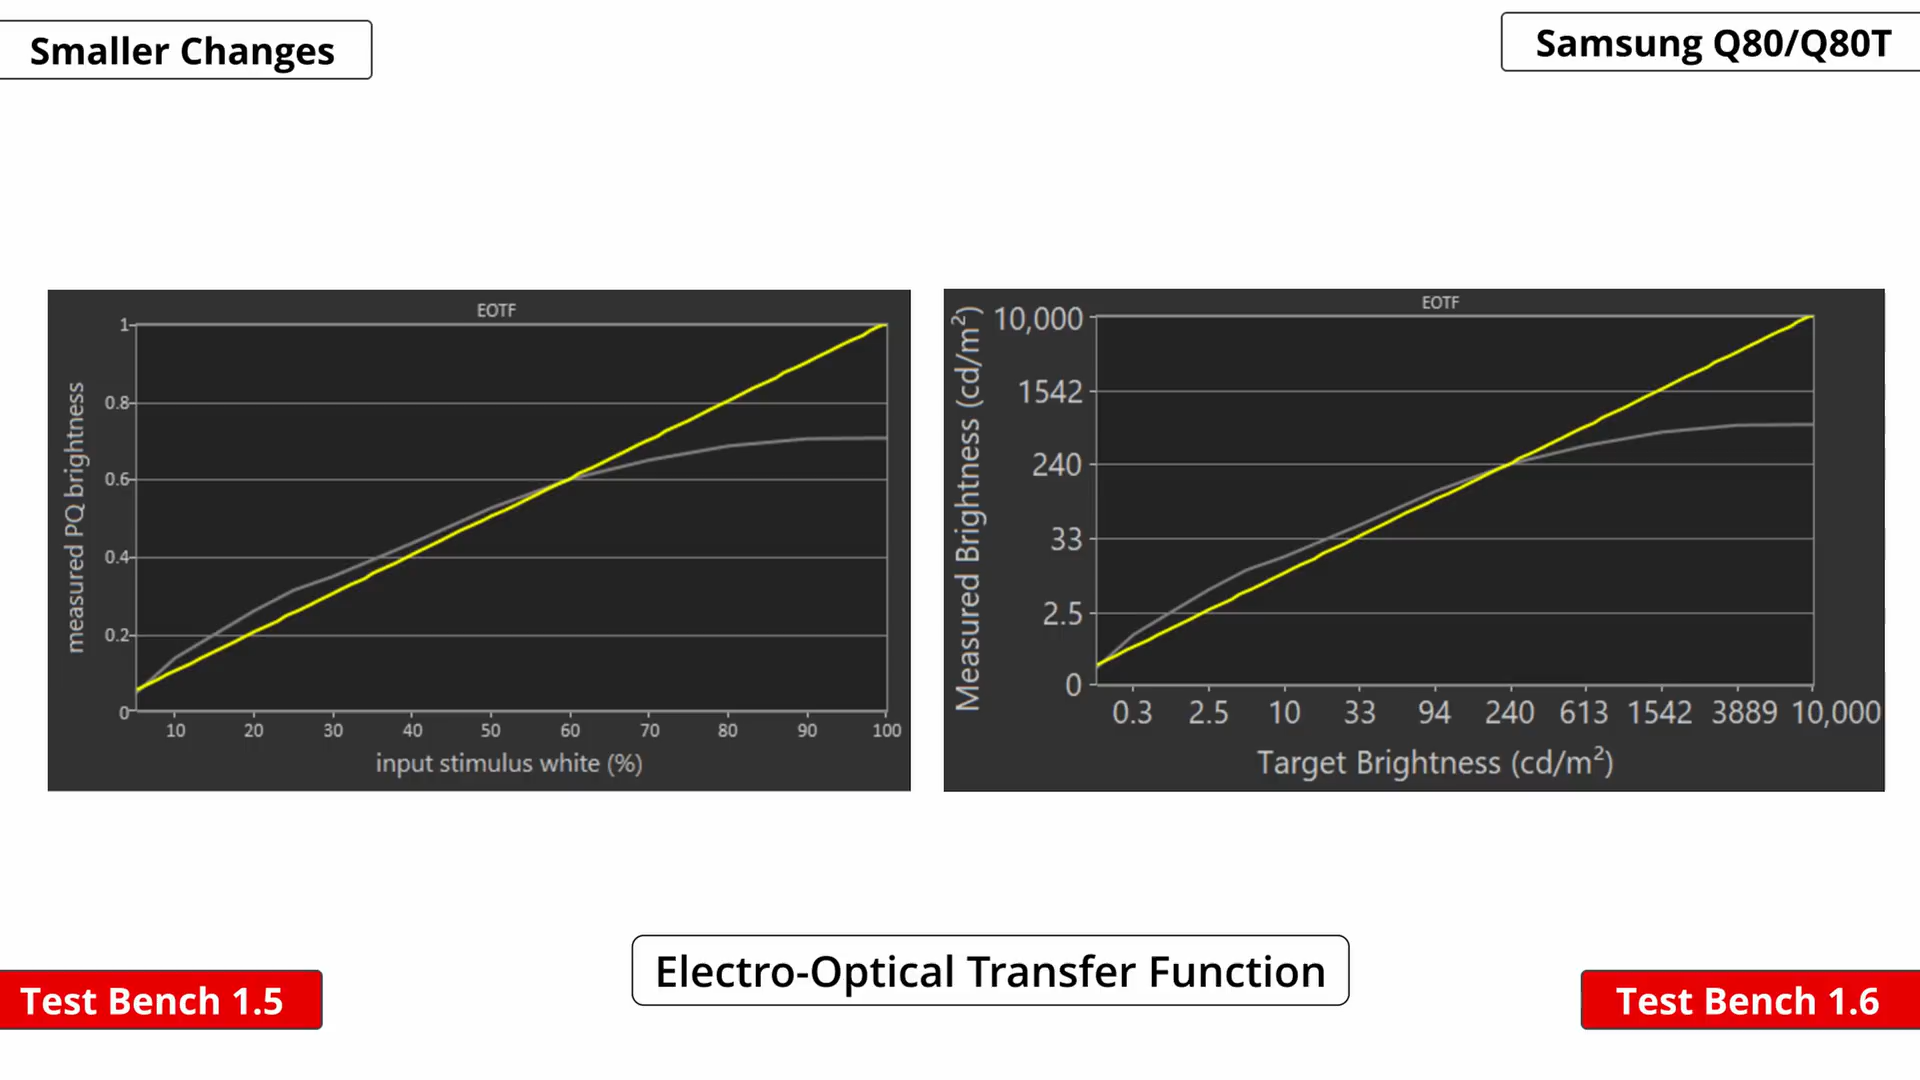 Smaller Changes
Samsung Q80/Q80T
EOTF
measured PQ brightness
1
0.8
0.6
0.4
0.2
0
10 20 30 40 50 60 70 80 90 100
input stimulus white (%)
EOTF
Measured Brightness (cd/m²)
10,000
1542
240
33
2.5
0
0.3 2.5 10 33 94 240 613 1542 3889 10,000
Target Brightness (cd/m²)
Electro-Optical Transfer Function
Test Bench 1.5
Test Bench 1.6